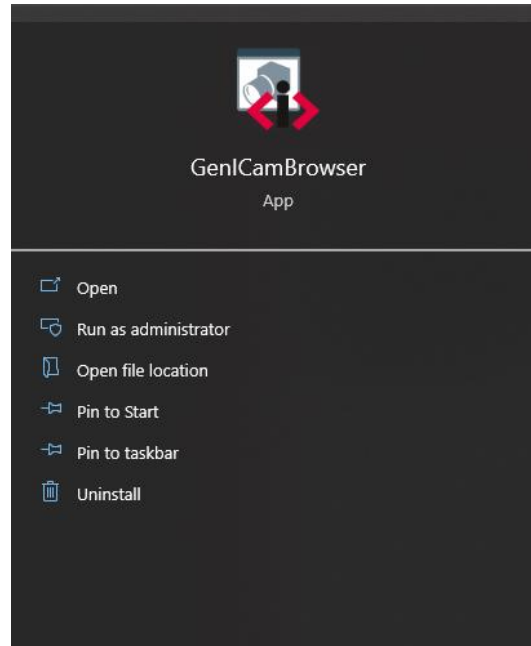 GenICamBrowser
App
Open
Run as administrator
Open file location
Pin to Start
Pin to taskbar
Uninstall